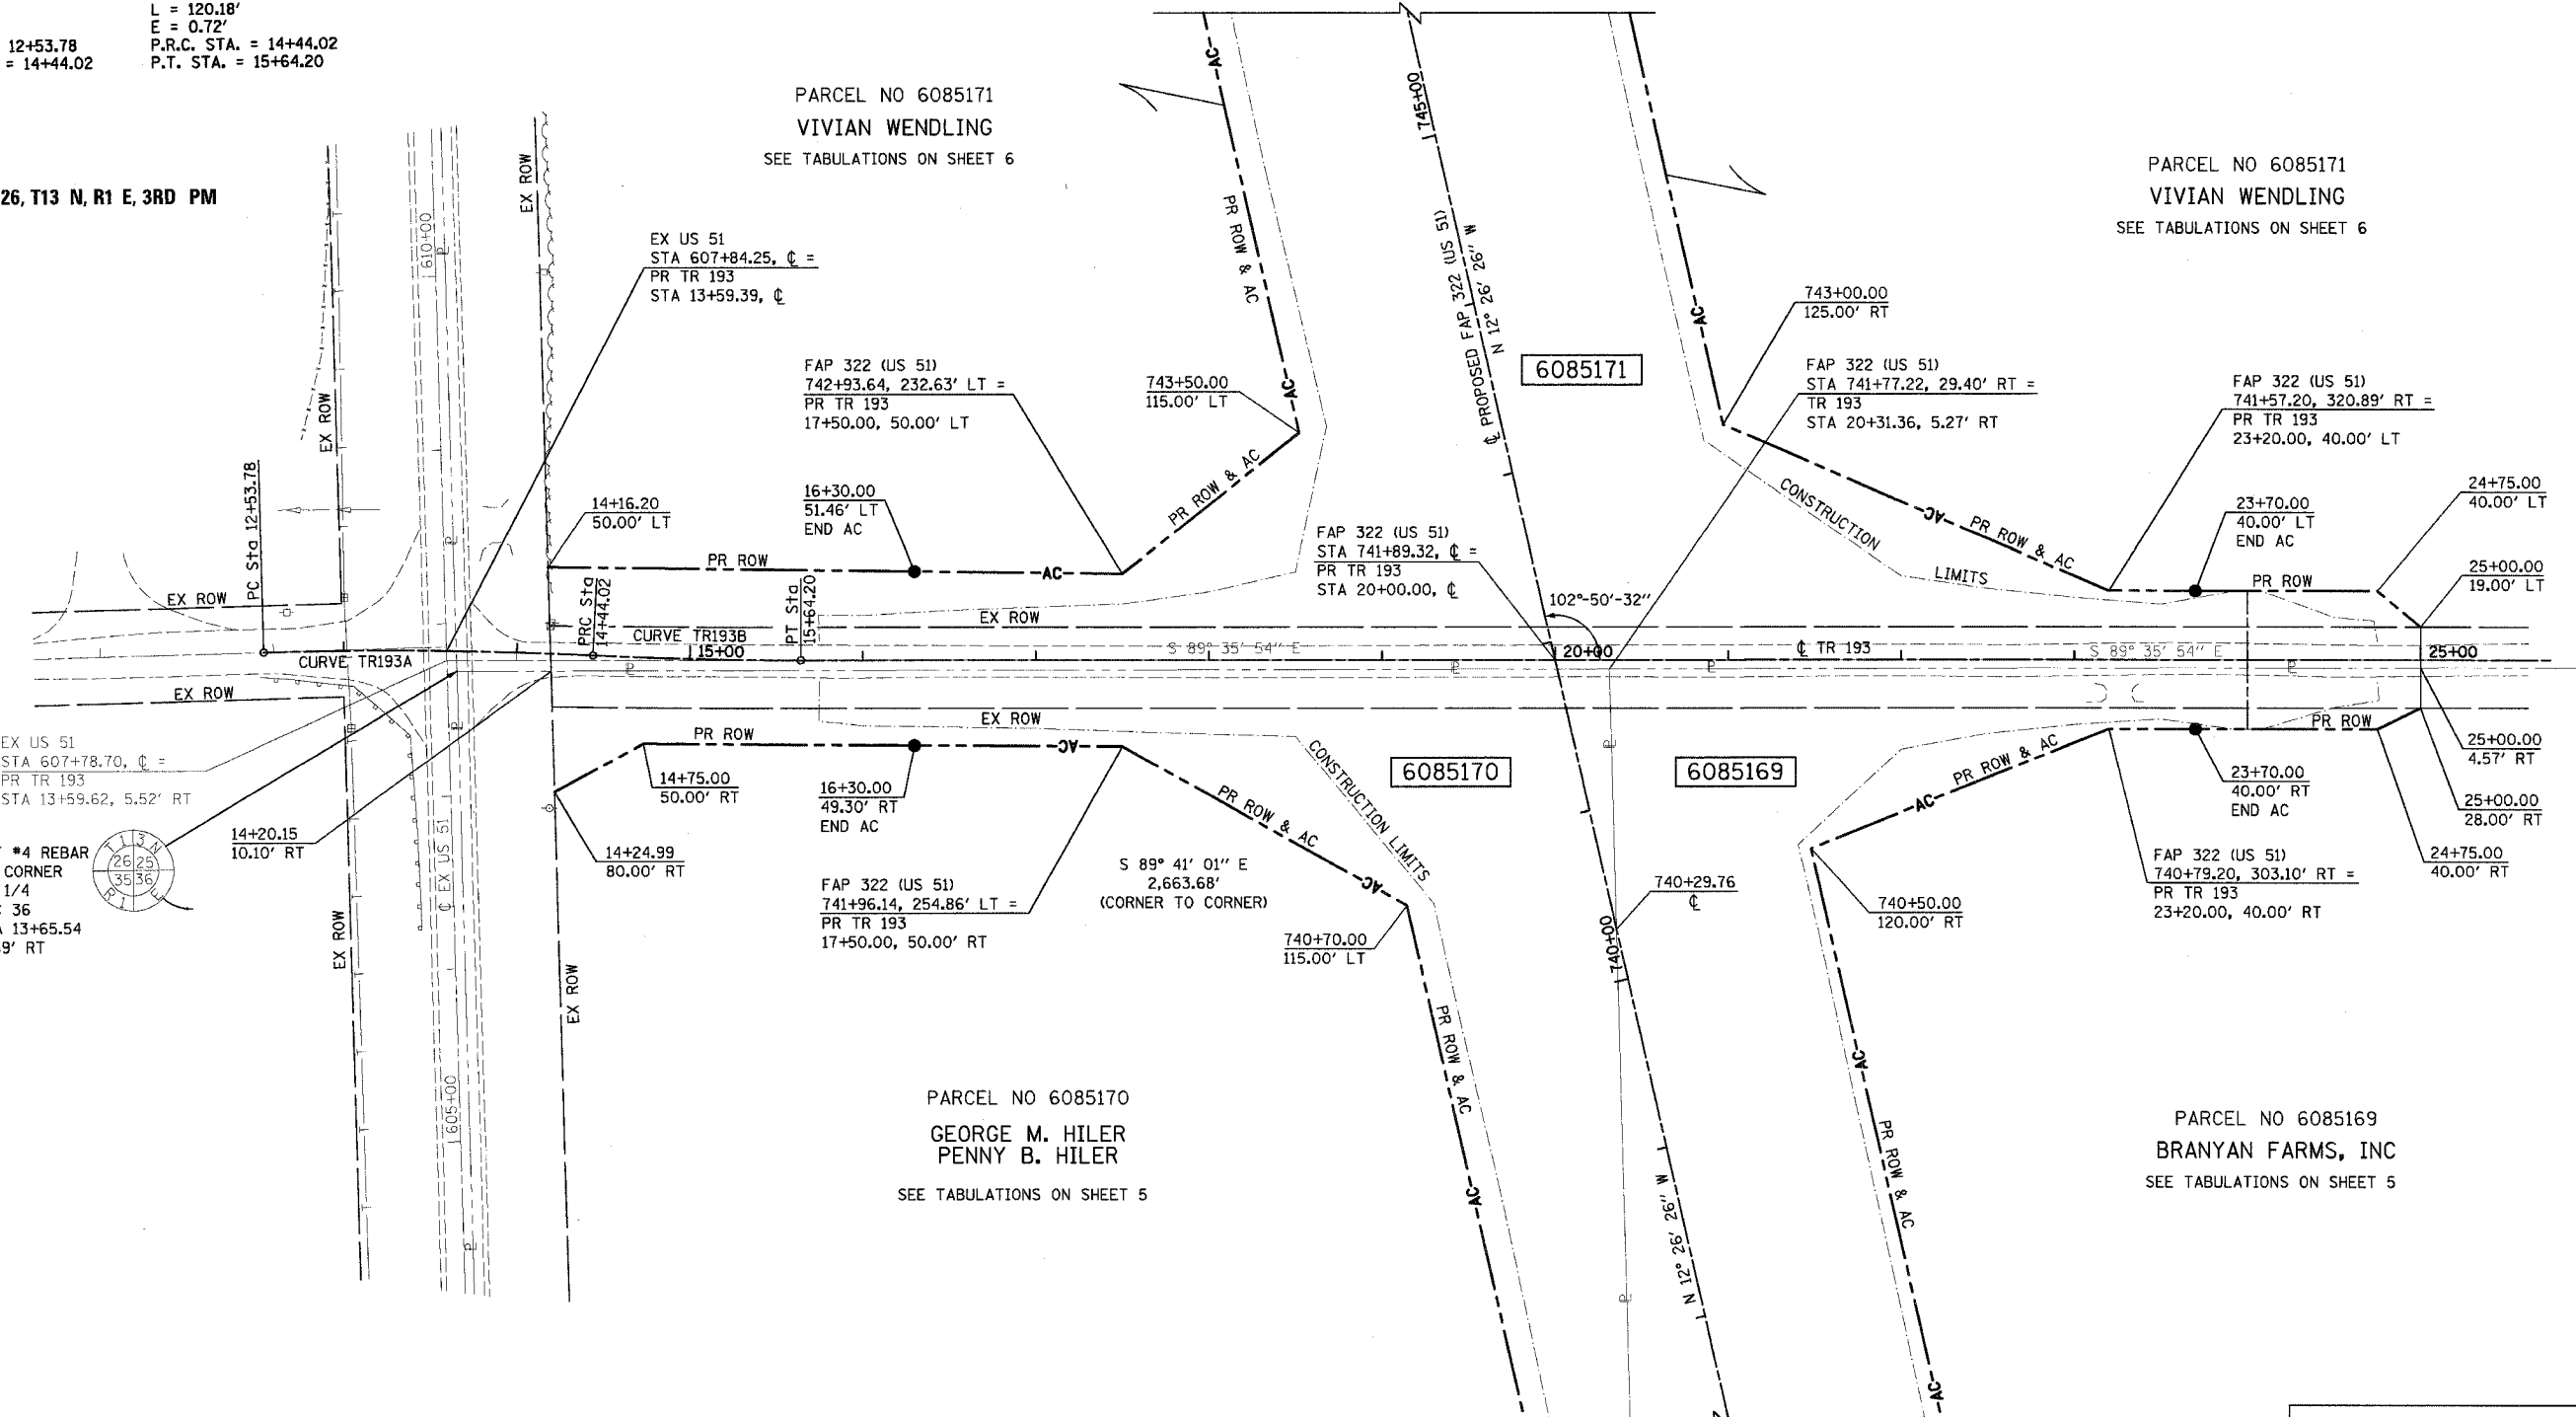 L = 120.18'
E = 0.72'
12+53.78
P.R.C. STA. = 14+44.02
= 14+44.02
P.T. STA. = 15+64.20
26, T13 N, R1 E, 3RD PM
PARCEL NO 6085171
VIVIAN WENDLING
SEE TABULATIONS ON SHEET 6
PARCEL NO 6085171
VIVIAN WENDLING
SEE TABULATIONS ON SHEET 6
AC
745+00
EX ROW
610+00
PR ROW & AC
₵ PROPOSED FAP 322 (US 51)
N 12° 26' 26" W
EX US 51
STA 607+84.25, ₵ =
PR TR 193
STA 13+59.39, ₵
FAP 322 (US 51)
742+93.64, 232.63' LT =
PR TR 193
17+50.00, 50.00' LT
743+50.00
115.00' LT
AC
6085171
AC
743+00.00
125.00' RT
FAP 322 (US 51)
STA 741+77.22, 29.40' RT =
TR 193
STA 20+31.36, 5.27' RT
FAP 322 (US 51)
741+57.20, 320.89' RT =
PR TR 193
23+20.00, 40.00' LT
EX ROW
PC Sta 12+53.78
14+16.20
50.00' LT
16+30.00
51.46' LT
END AC
PR ROW & AC
FAP 322 (US 51)
STA 741+89.32, ₵ =
PR TR 193
STA 20+00.00, ₵
CONSTRUCTION
LIMITS
AC
PR ROW & AC
23+70.00
40.00' LT
END AC
24+75.00
40.00' LT
25+00.00
19.00' LT
PR ROW
AC
PR ROW
EX ROW
PRC Sta
14+44.02
PT Sta
15+64.20
EX ROW
102°-50'-32"
CURVE TR193A
CURVE TR193B
15+00
S 89° 35' 54" E
20+00
₵ TR 193
S 89° 35' 54" E
25+00
EX ROW
EX ROW
PR ROW
AC
PR ROW
EX US 51
STA 607+78.70, ₵ =
PR TR 193
STA 13+59.62, 5.52' RT
14+75.00
50.00' RT
16+30.00
49.30' RT
END AC
CONSTRUCTION LIMITS
6085170
6085169
PR ROW & AC
AC
PR ROW & AC
AC
25+00.00
4.57' RT
23+70.00
40.00' RT
END AC
25+00.00
28.00' RT
24+75.00
40.00' RT
#4 REBAR
CORNER
1/4
36
13+65.54
9' RT
T 13 N
26 25
35 36
R 1 E
14+20.15
10.10' RT
₵ EX US 51
14+24.99
80.00' RT
FAP 322 (US 51)
741+96.14, 254.86' LT =
PR TR 193
17+50.00, 50.00' RT
S 89° 41' 01" E
2,663.68'
(CORNER TO CORNER)
740+70.00
115.00' LT
740+29.76
₵
740+00
740+50.00
120.00' RT
FAP 322 (US 51)
740+79.20, 303.10' RT =
PR TR 193
23+20.00, 40.00' RT
EX ROW
EX ROW
605+00
PR ROW & AC
AC
AC
PR ROW & AC
AC
N 12° 26' 26" W
PARCEL NO 6085170
GEORGE M. HILER
PENNY B. HILER
SEE TABULATIONS ON SHEET 5
PARCEL NO 6085169
BRANYAN FARMS, INC
SEE TABULATIONS ON SHEET 5